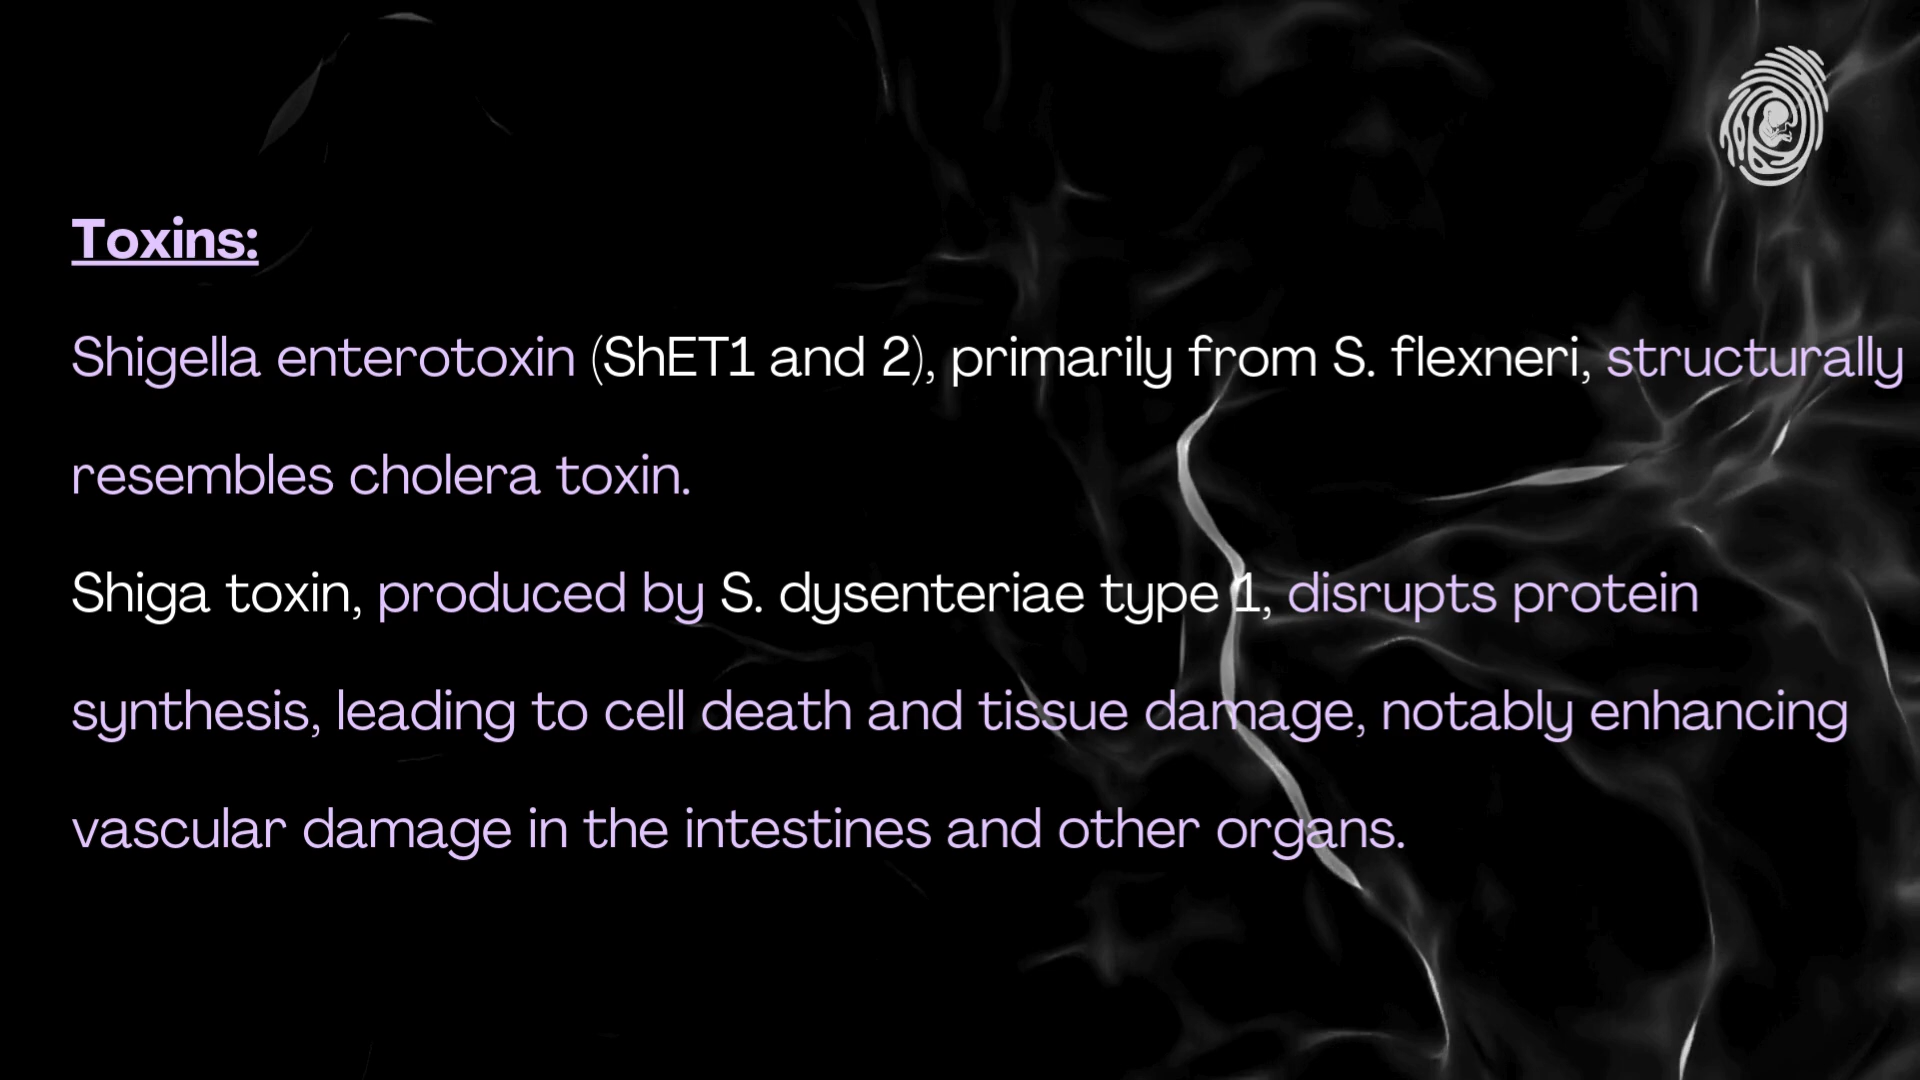 Toxins:
Shigella enterotoxin (ShET1 and 2), primarily from S. flexneri, structurally
resembles cholera toxin.
Shiga toxin, produced by S. dysenteriae type 1, disrupts protein
synthesis, leading to cell death and tissue damage, notably enhancing
vascular damage in the intestines and other organs.